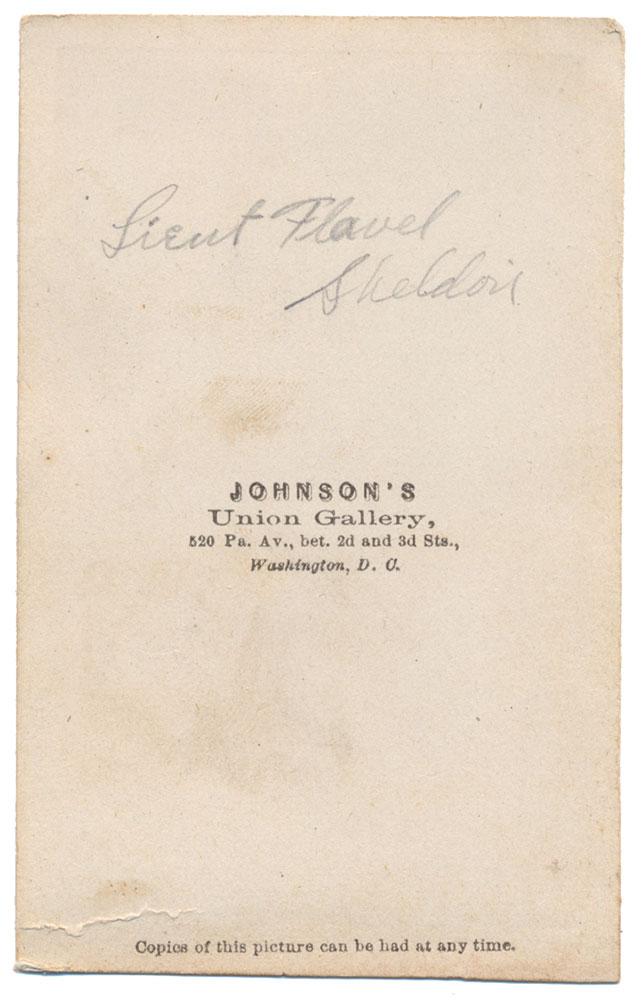 Lieut Flavel
Sheldon
JOHNSON'S
Union Gallery,
520 Pa. Av., bet. 2d and 3d Sts.,
Washington, D. C.
Copies of this picture can be had at any time.